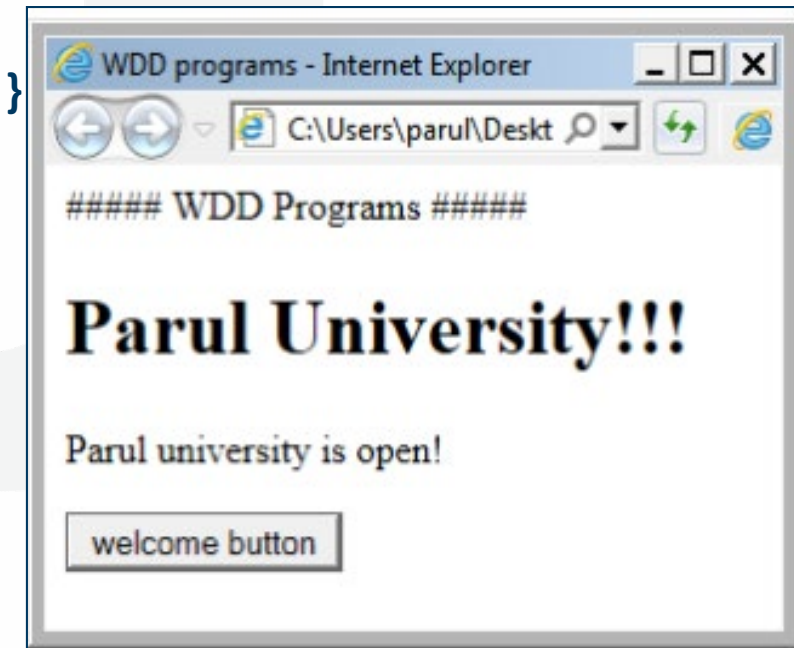 }
WDD programs - Internet Explorer
C:\Users\parul\Deskt
##### WDD Programs #####
Parul University!!!
Parul university is open!
welcome button